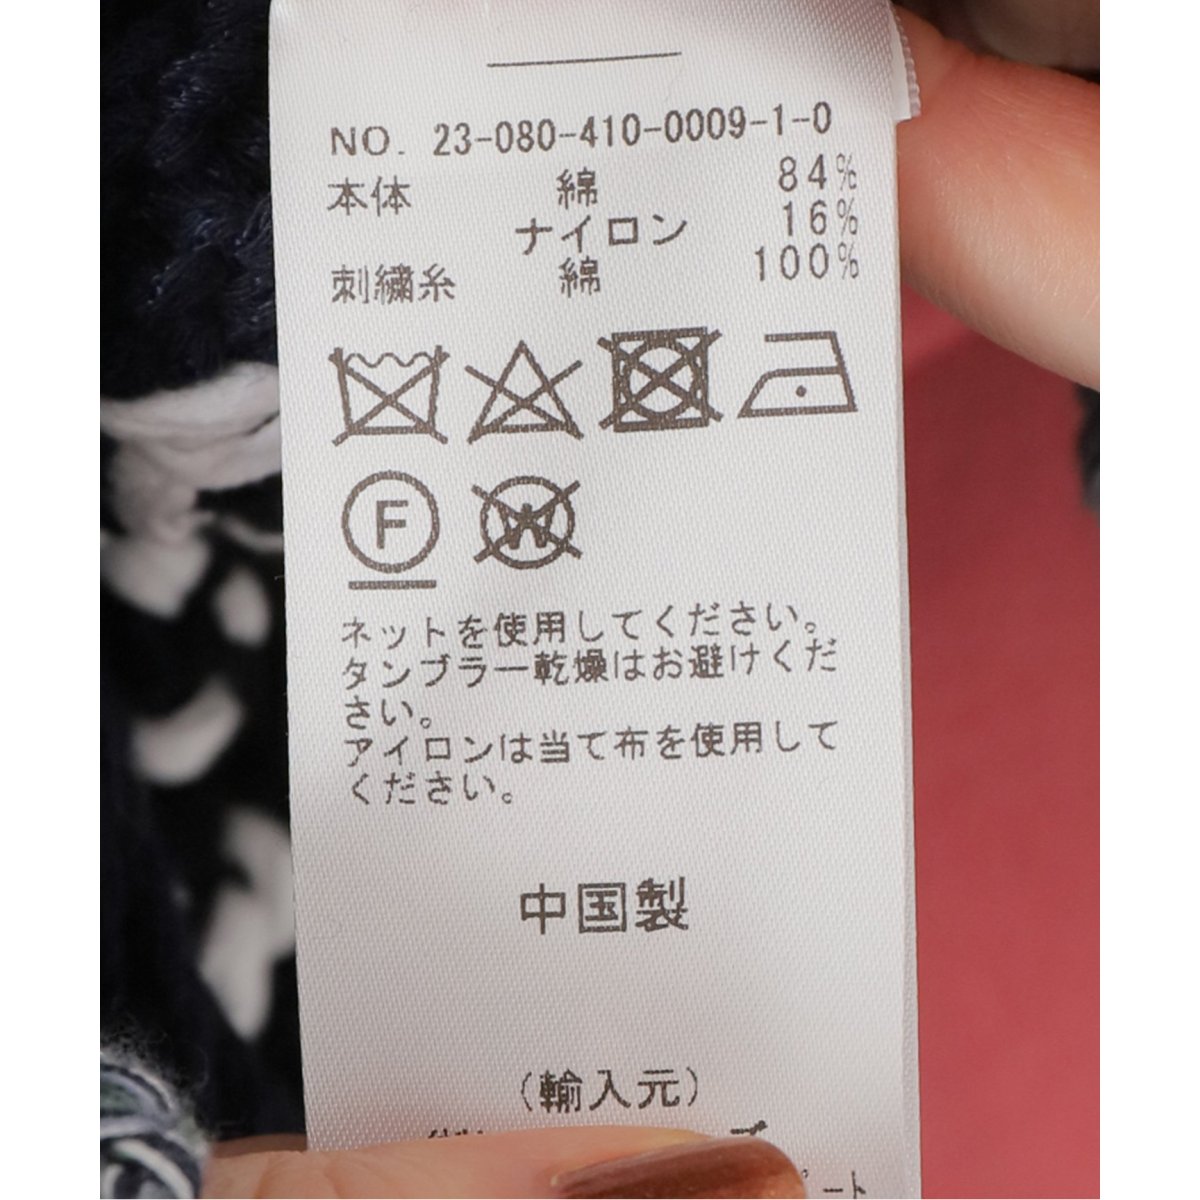 NO. 23-080-410-0009-1-0
本体 綿 84%
ナイロン 16%
刺繍糸 綿 100%
F W
ネットを使用してください。
タンブラー乾燥はお避けくだ
さい。
アイロンは当て布を使用して
ください。
中国製
(輸入元)